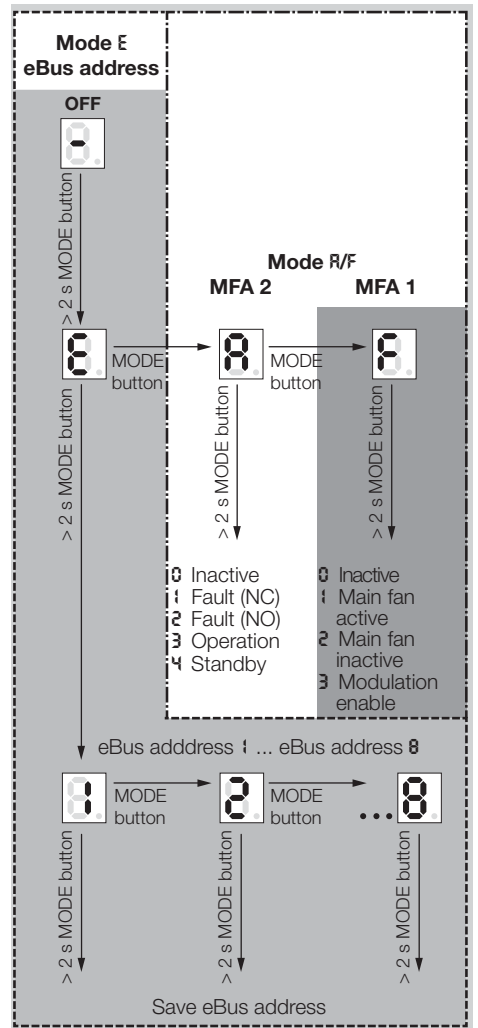 Mode E
eBus address
OFF
-
> 2 s MODE button
Mode A/F
MFA 2
MFA 1
E
MODE
button
A
MODE
button
F
> 2 s MODE button
> 2 s MODE button
> 2 s MODE button
0 Inactive
1 Fault (NC)
2 Fault (NO)
3 Operation
4 Standby
0 Inactive
1 Main fan
active
2 Main fan
inactive
3 Modulation
enable
eBus adddress 1 ... eBus address 8
1
MODE
button
2
MODE
button
...8
> 2 s MODE button
> 2 s MODE button
> 2 s MODE button
Save eBus address